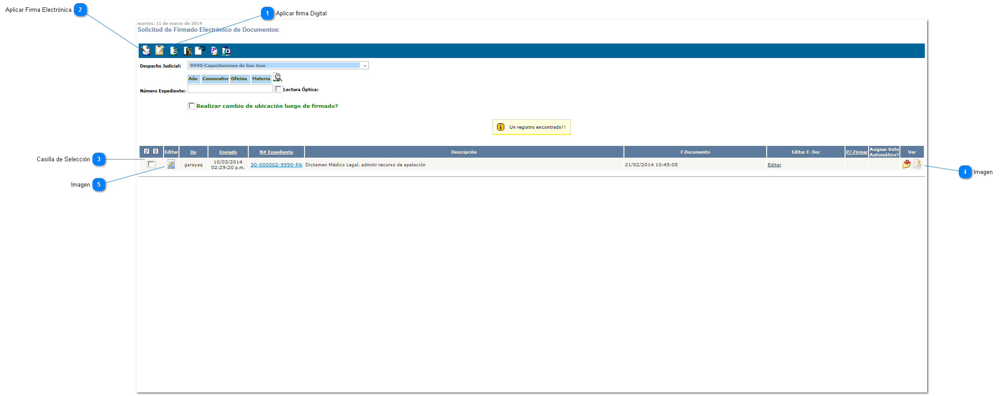 Aplicar Firma Electrónica 2
1 Aplicar firma Digital
martes, 11 de marzo de 2014
Solicitud de Firmado Electrónico de Documentos:
Despacho Judicial: 9990-Capacitaciones de San Jose
Año Consecutivo Oficina Materia
Número Expediente: Lectura Óptica:
Realizar cambio de ubicación luego de firmado?
Un registro encontrado!!
Editar De Enviado N# Expediente Descripción F.Documento Editar F. Doc P/.Firmar Asignar Voto Automático? Ver
Casilla de Selección 3
garayaq 10/03/2014 02:29:20 p.m. 30-000002-9990-PA Dictamen Médico Legal, admitir recurso de apelación 21/02/2014 10:45:05 Editar
4 Imagen
Imagen 5